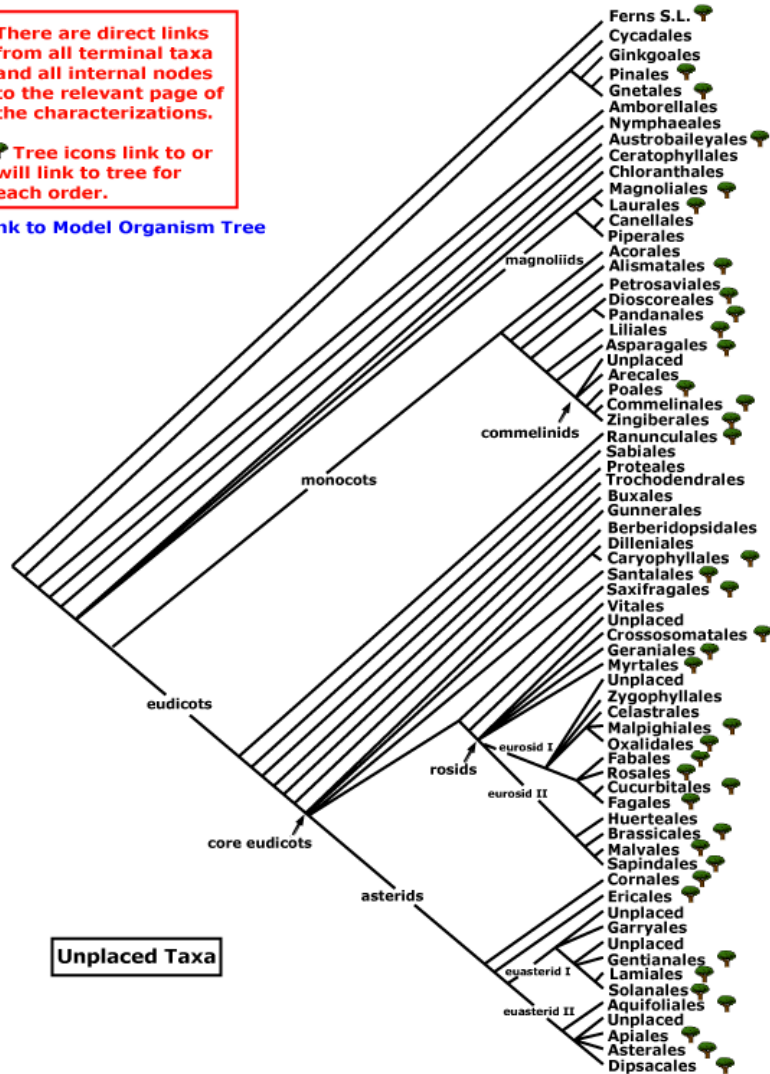 There are direct links
from all terminal taxa
and all internal nodes
to the relevant page of
the characterizations.
Tree icons link to or
will link to tree for
each order.
nk to Model Organism Tree
Ferns S.L.
Cycadales
Ginkgoales
Pinales
Gnetales
Amborellales
Nymphaeales
Austrobaileyales
Ceratophyllales
Chloranthales
Magnoliales
Laurales
Canellales
Piperales
magnoliids
Acorales
Alismatales
Petrosaviales
Dioscoreales
Pandanales
Liliales
Asparagales
Unplaced
Arecales
Poales
Commelinales
Zingiberales
commelinids
monocots
Ranunculales
Sabiales
Proteales
Trochodendrales
Buxales
Gunnerales
Berberidopsidales
Dilleniales
Caryophyllales
Santalales
Saxifragales
Vitales
Unplaced
Crossosomatales
Geraniales
Myrtales
Unplaced
Zygophyllales
Celastrales
Malpighiales
Oxalidales
Fabales
Rosales
Cucurbitales
Fagales
Huerteales
Brassicales
Malvales
Sapindales
eudicots
eurosid I
rosids
eurosid II
core eudicots
asterids
Cornales
Ericales
Unplaced
Garryales
Unplaced
Gentianales
Lamiales
Solanales
Aquifoliales
Unplaced
Apiales
Asterales
Dipsacales
euasterid I
euasterid II
Unplaced Taxa